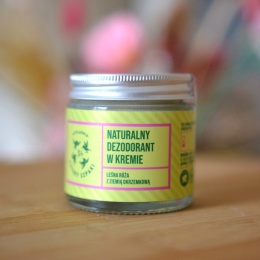 NATURALNY
DEZODORANT
W KREMIE
LEŚNA RÓŻA
Z ZIEMIĄ OKRZEMKOWĄ